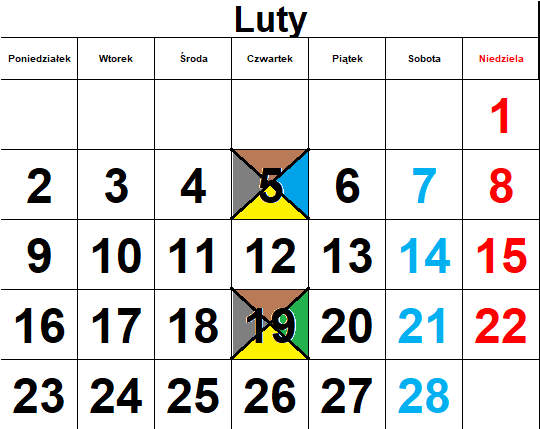 Luty
Poniedziałek Wtorek Środa Czwartek Piątek Sobota Niedziela
1
2 3 4 5 6 7 8
9 10 11 12 13 14 15
16 17 18 19 20 21 22
23 24 25 26 27 28